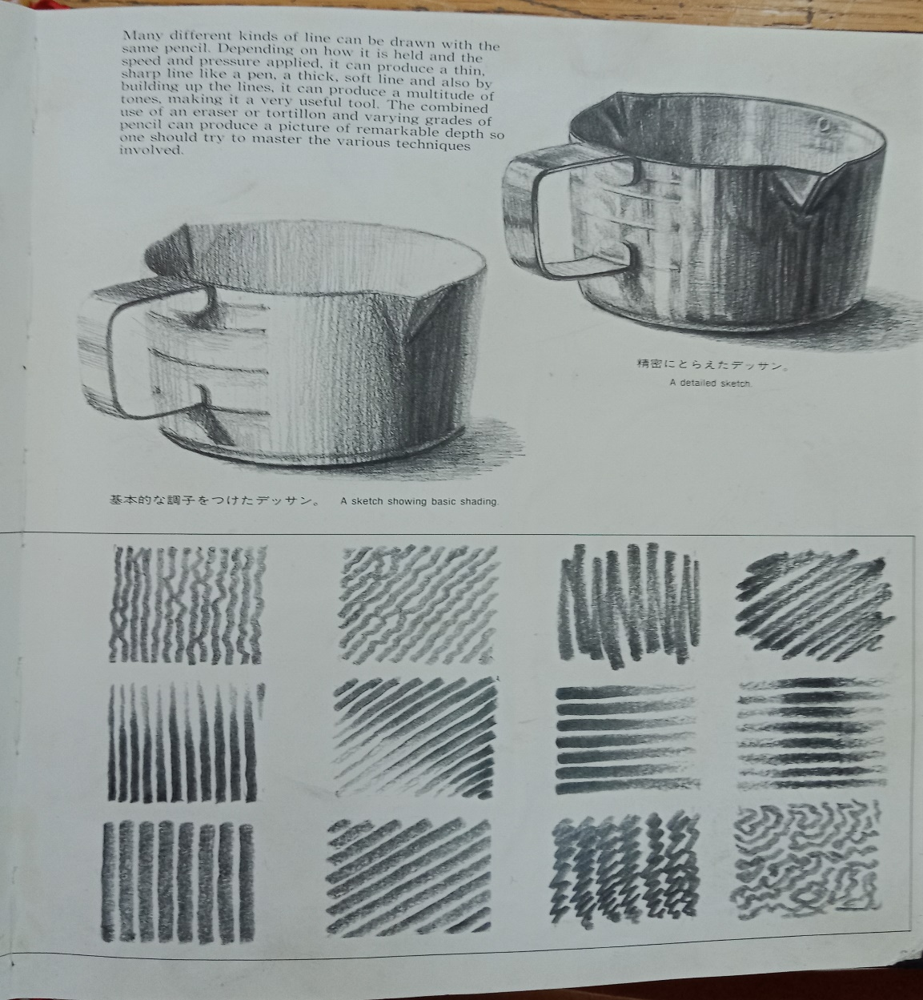 Many different kinds of line can be drawn with the
same pencil. Depending on how it is held and the
speed and pressure applied, it can produce a thin,
sharp line like a pen, a thick, soft line and also by
building up the lines, it can produce a multitude of
tones, making it a very useful tool. The combined
use of an eraser or tortillon and varying grades of
pencil can produce a picture of remarkable depth so
one should try to master the various techniques
involved.
精密にとらえたデッサン。
A detailed sketch.
基本的な調子をつけたデッサン。 A sketch showing basic shading.